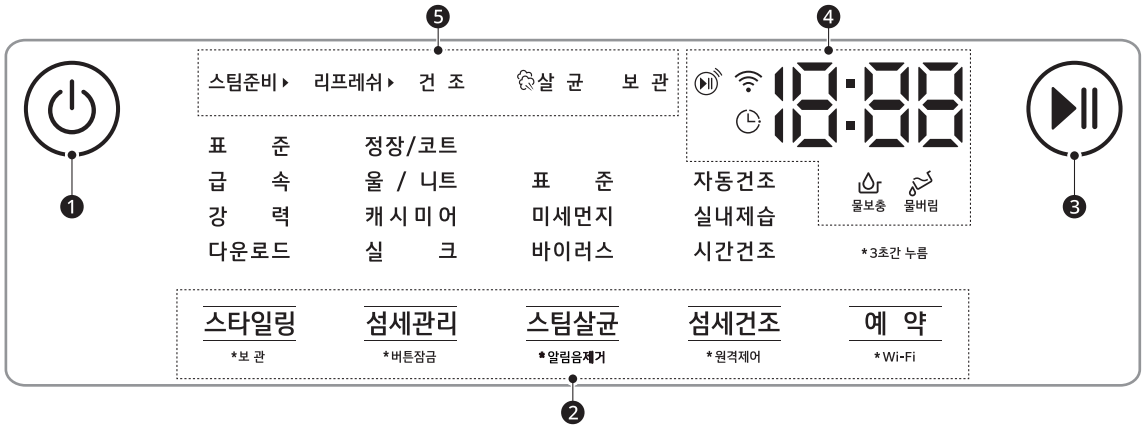 5
4
스팀준비▶ 리프레쉬▶ 건 조 살 균 보 관
18:88
표 준 정장/코트
급 속 울 / 니트 표 준 자동건조
강 력 캐시미어 미세먼지 실내제습
다운로드 실 크 바이러스 시간건조
물보충 물버림
*3초간 누름
1
3
스타일링 섬세관리 스팀살균 섬세건조 예 약
*보 관 *버튼잠금 *알림음제거 *원격제어 *Wi-Fi
2